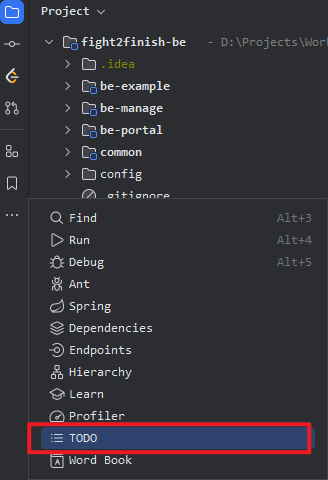 Project
fight2finish-be - D:\Projects\Wor
.idea
be-example
be-manage
be-portal
common
config
.gitignore
Find Alt+3
Run Alt+4
Debug Alt+5
Ant
Spring
Dependencies
Endpoints
Hierarchy
Learn
Profiler
TODO
Word Book